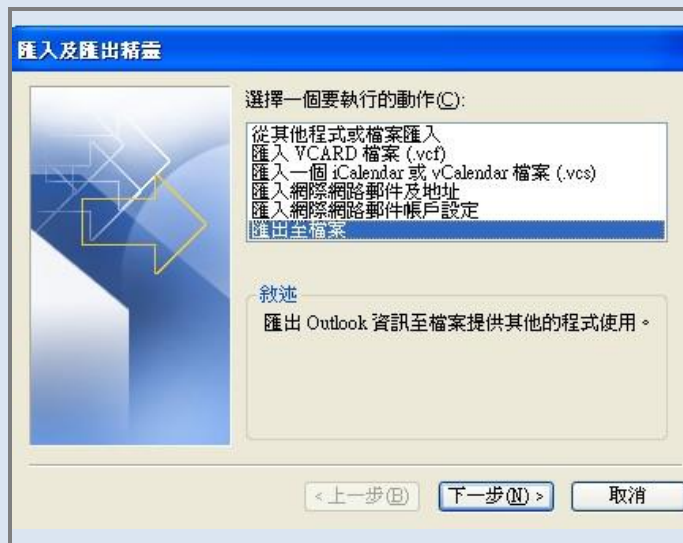 匯入及匯出精靈
選擇一個要執行的動作(C):
從其他程式或檔案匯入
匯入 VCARD 檔案 (.vcf)
匯入一個 iCalendar 或 vCalendar 檔案 (.vcs)
匯入網際網路郵件及地址
匯入網際網路郵件帳戶設定
匯出至檔案
敘述
匯出 Outlook 資訊至檔案提供其他的程式使用。
<上一步(B) 下一步(N)> 取消